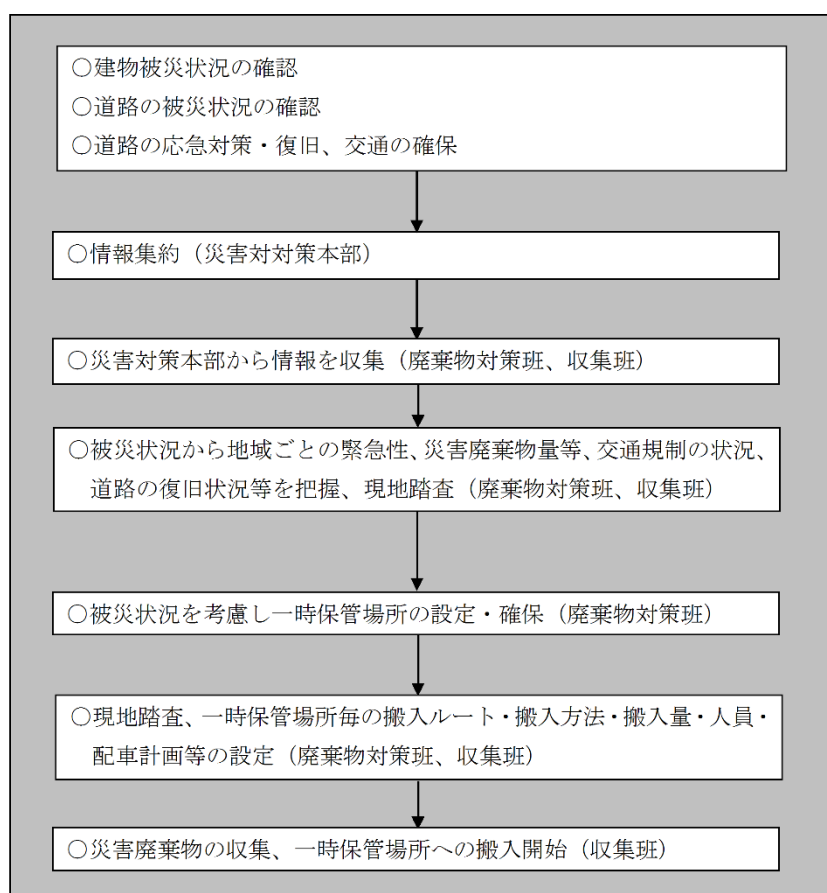 ○建物被災状況の確認
○道路の被災状況の確認
○道路の応急対策・復旧、交通の確保
○情報集約（災害対対策本部）
○災害対策本部から情報を収集（廃棄物対策班、収集班）
○被災状況から地域ごとの緊急性、災害廃棄物量等、交通規制の状況、
道路の復旧状況等を把握、現地踏査（廃棄物対策班、収集班）
○被災状況を考慮し一時保管場所の設定・確保（廃棄物対策班）
○現地踏査、一時保管場所毎の搬入ルート・搬入方法・搬入量・人員・
配車計画等の設定（廃棄物対策班、収集班）
○災害廃棄物の収集、一時保管場所への搬入開始（収集班）